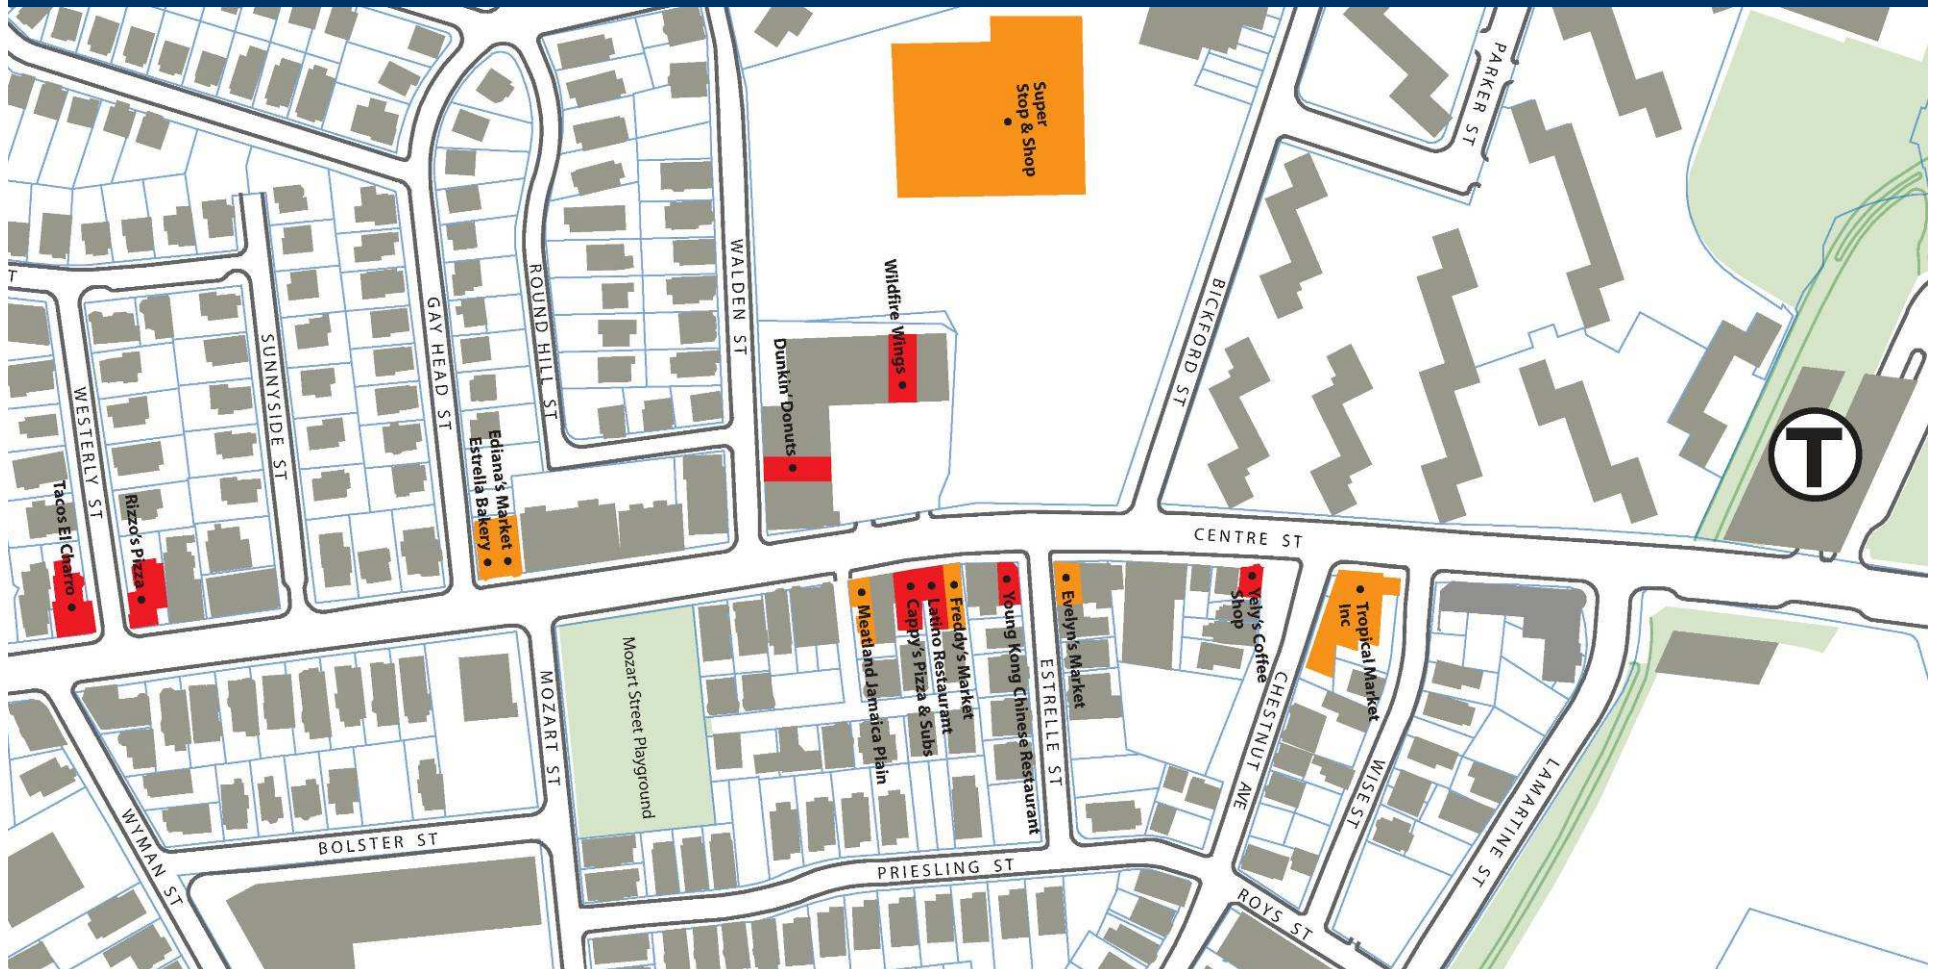 PARKER ST
Super
Stop & Shop
WALDEN ST
Wildfire Wings
ROUND HILL ST
BICKFORD ST
GAY HEAD ST
SUNNYSIDE ST
Dunkin' Donuts
T
WESTERLY ST
T
Ediana's Market
Estrella Bakery
Tacos El Charro
Rizzo's Pizza
CENTRE ST
Meatland Jamaica Plain
Cappy's Pizza & Subs
Latino Restaurant
Freddy's Market
Young Kong Chinese Restaurant
Evelyn's Market
Yely's Coffee
Shop
Tropical Market
Inc
Mozart Street Playground
MOZART ST
ESTRELLE ST
CHESTNUT AVE
WISE ST
LAMARTINE ST
WYMAN ST
BOLSTER ST
PRIESLING ST
ROYS ST